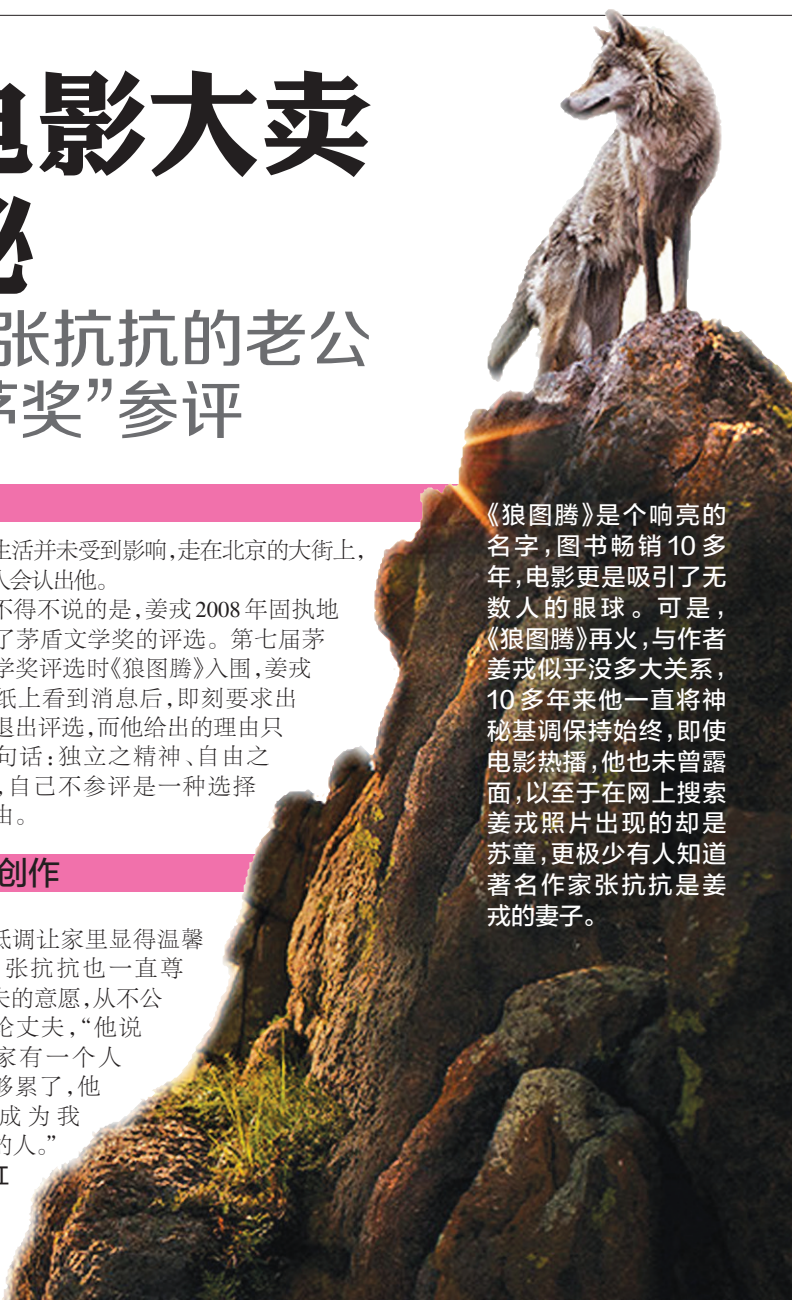 电影大卖
秘
张抗抗的老公
茅奖”参评
生活并未受到影响,走在北京的大街上,
人会认出他。
不得不说的是,姜戎2008年固执地
了茅盾文学奖的评选。第七届茅
学奖评选时《狼图腾》入围,姜戎
纸上看到消息后,即刻要求出
退出评选,而他给出的理由只
句话:独立之精神、自由之
,自己不参评是一种选择
由。
创作
低调让家里显得温馨
张抗抗也一直尊
夫的意愿,从不公
论丈夫,“他说
家有一个人
够累了,他
成为我
的人。”
江
《狼图腾》是个响亮的
名字,图书畅销10多
年,电影更是吸引了无
数人的眼球。可是,
《狼图腾》再火,与作者
姜戎似乎没多大关系,
10多年来他一直将神
秘基调保持始终,即使
电影热播,他也未曾露
面,以至于在网上搜索
姜戎照片出现的却是
苏童,更极少有人知道
著名作家张抗抗是姜
戎的妻子。